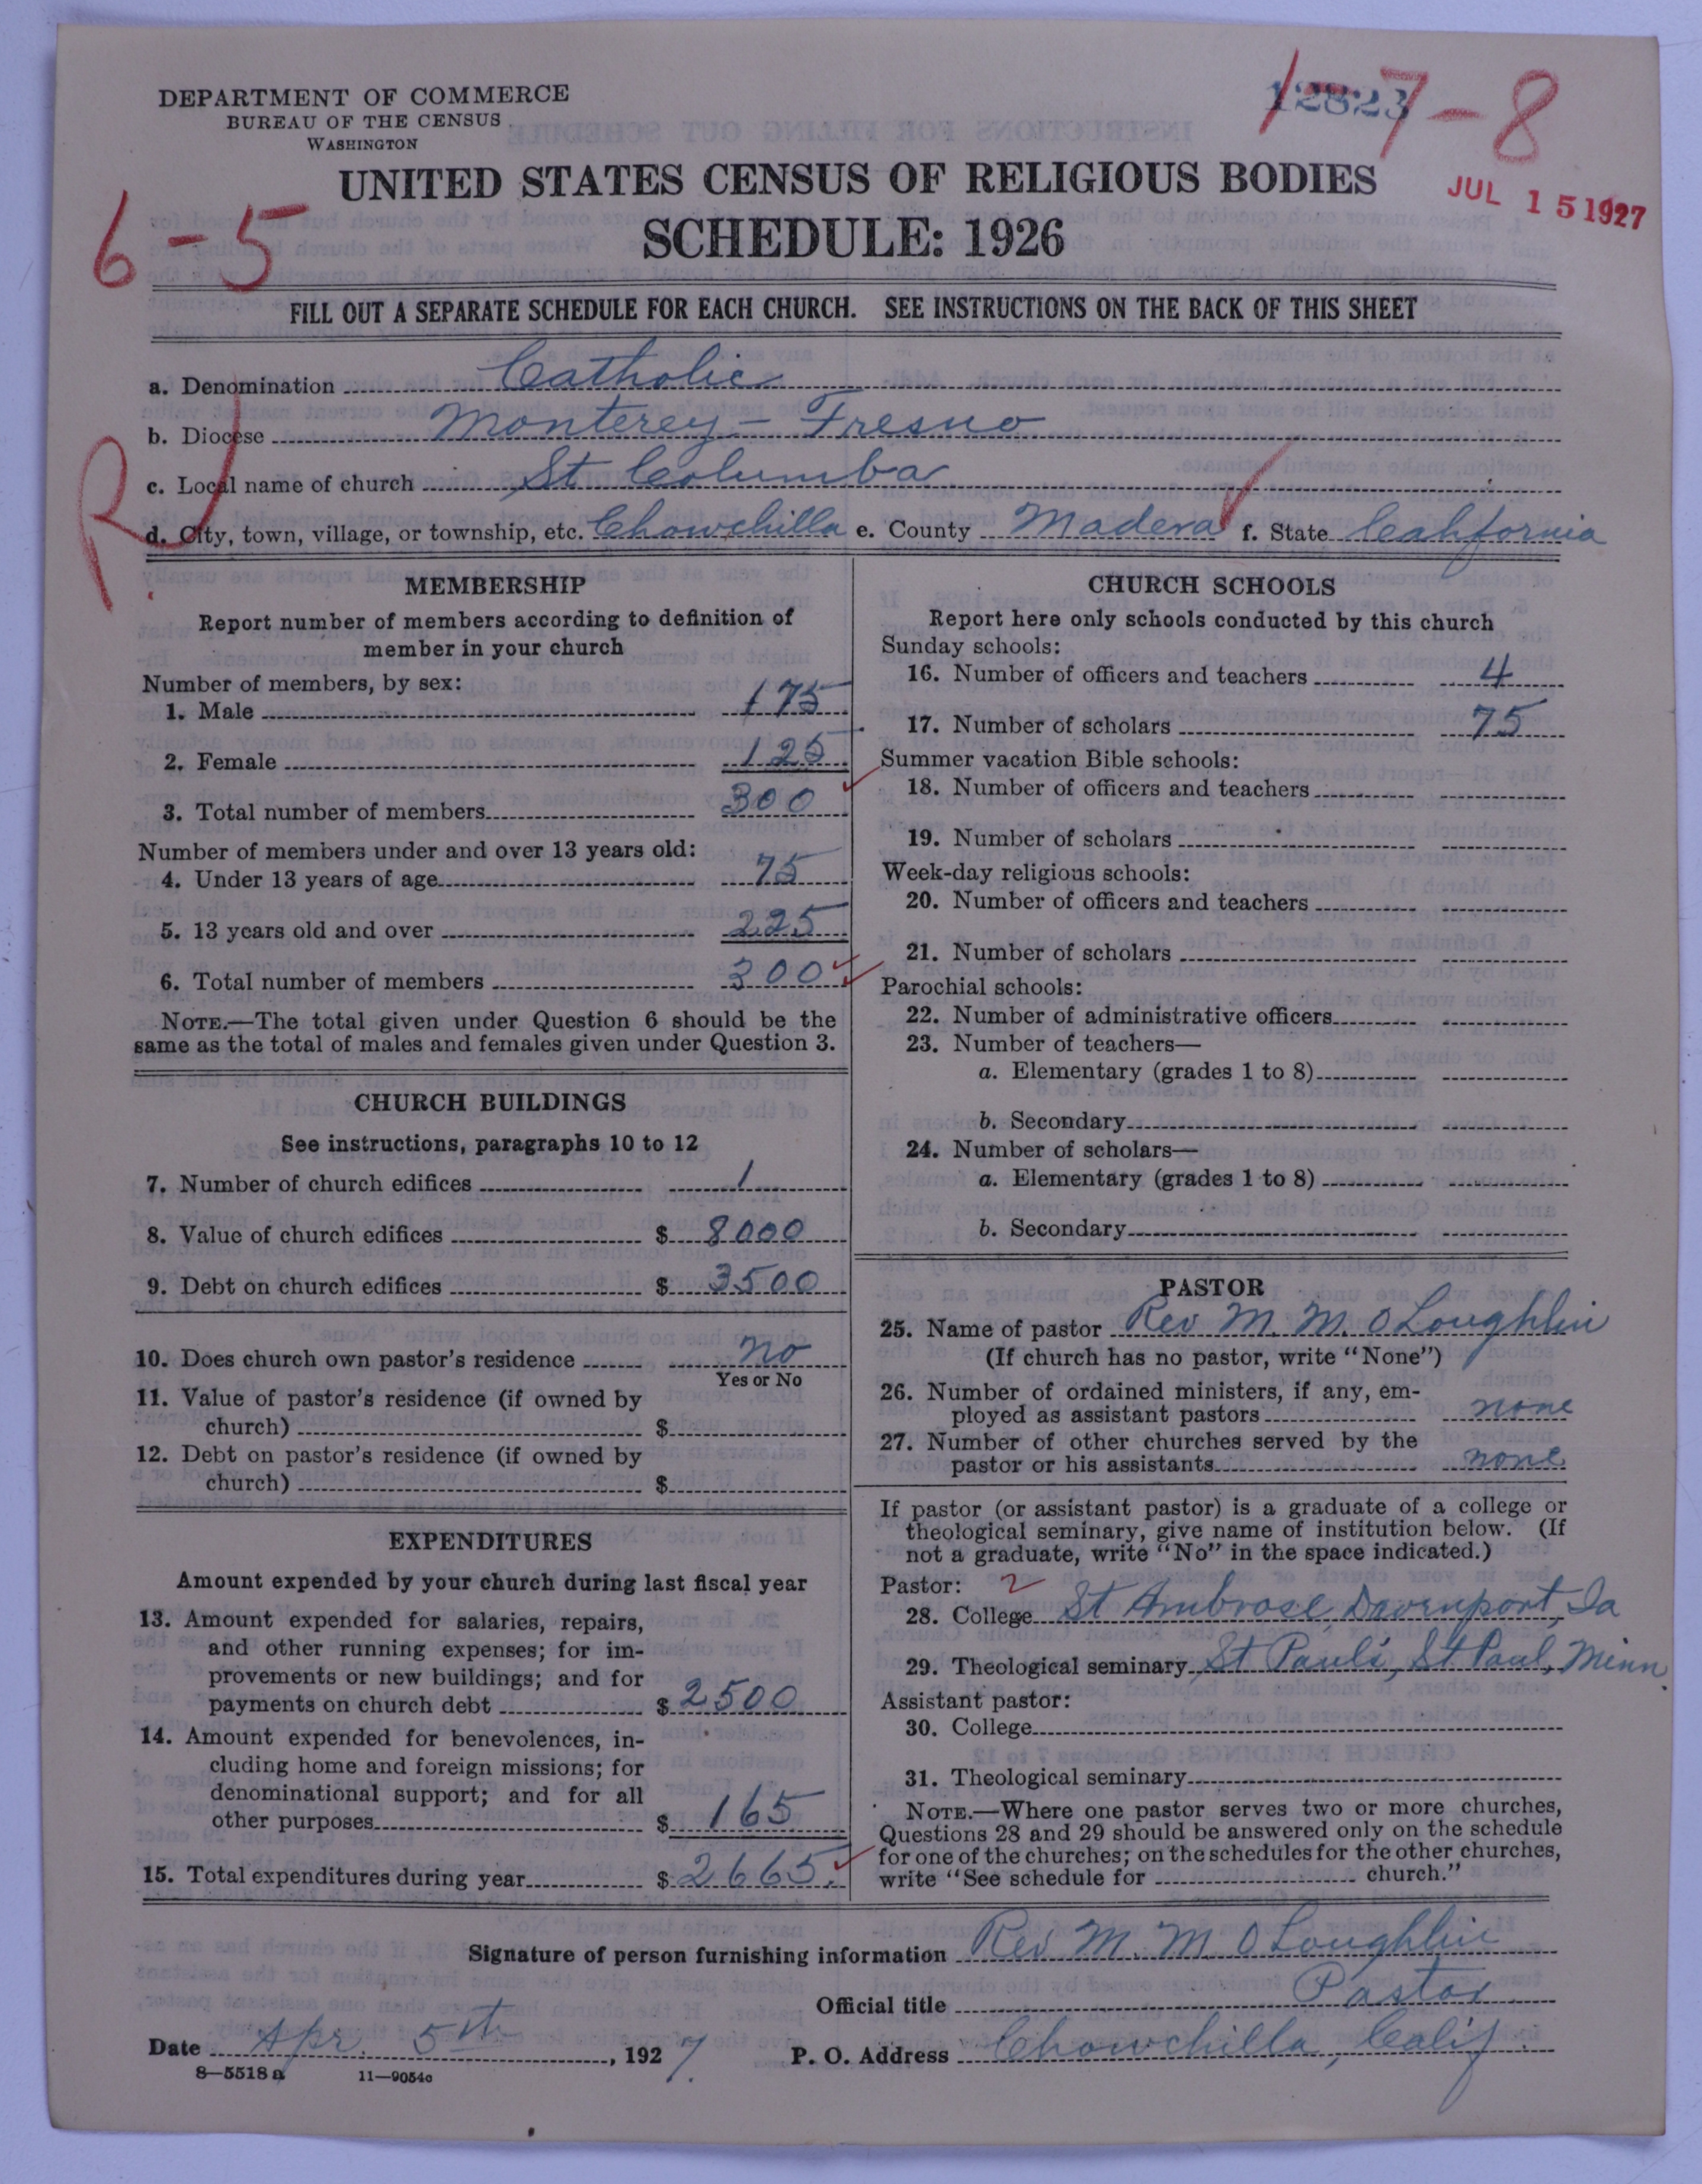 DEPARTMENT OF COMMERCE
BUREAU OF THE CENSUS
WASHINGTON
12823
1 7-8
UNITED STATES CENSUS OF RELIGIOUS BODIES
JUL 15 1927
6-5
SCHEDULE: 1926
FILL OUT A SEPARATE SCHEDULE FOR EACH CHURCH. SEE INSTRUCTIONS ON THE BACK OF THIS SHEET
a. Denomination Catholic
b. Diocese Monterey - Fresno
c. Local name of church St Columba
d. City, town, village, or township, etc. Chowchilla e. County Madera f. State California
MEMBERSHIP
Report number of members according to definition of
member in your church
Number of members, by sex:
1. Male 175
2. Female 125
3. Total number of members 300
Number of members under and over 13 years old:
4. Under 13 years of age 75
5. 13 years old and over 225
6. Total number of members 300
NOTE.—The total given under Question 6 should be the
same as the total of males and females given under Question 3.
CHURCH BUILDINGS
See instructions, paragraphs 10 to 12
7. Number of church edifices 1
8. Value of church edifices $ 8000
9. Debt on church edifices $ 3500
10. Does church own pastor's residence no
Yes or No
11. Value of pastor's residence (if owned by
church) $
12. Debt on pastor's residence (if owned by
church) $
EXPENDITURES
Amount expended by your church during last fiscal year
13. Amount expended for salaries, repairs,
and other running expenses; for im-
provements or new buildings; and for
payments on church debt $ 2500
14. Amount expended for benevolences, in-
cluding home and foreign missions; for
denominational support; and for all
other purposes $ 165
15. Total expenditures during year $ 2665.
CHURCH SCHOOLS
Report here only schools conducted by this church
Sunday schools:
16. Number of officers and teachers 4
17. Number of scholars 75
Summer vacation Bible schools:
18. Number of officers and teachers
19. Number of scholars
Week-day religious schools:
20. Number of officers and teachers
21. Number of scholars
Parochial schools:
22. Number of administrative officers
23. Number of teachers—
a. Elementary (grades 1 to 8)
b. Secondary
24. Number of scholars—
a. Elementary (grades 1 to 8)
b. Secondary
PASTOR
25. Name of pastor Rev M. M. O Loughlin
(If church has no pastor, write "None")
26. Number of ordained ministers, if any, em-
ployed as assistant pastors none
27. Number of other churches served by the
pastor or his assistants none
If pastor (or assistant pastor) is a graduate of a college or
theological seminary, give name of institution below. (If
not a graduate, write "No" in the space indicated.)
Pastor: 2
28. College St Ambrose, Davenport, Ia
29. Theological seminary St Paul's, St Paul, Minn
Assistant pastor:
30. College
31. Theological seminary
NOTE.—Where one pastor serves two or more churches,
Questions 28 and 29 should be answered only on the schedule
for one of the churches; on the schedules for the other churches,
write "See schedule for church."
Signature of person furnishing information Rev M. M. O Loughlin
Official title Pastor
Date Apr. 5th, 1927. P. O. Address Chowchilla, Calif.
8—5518 a 11—9054c